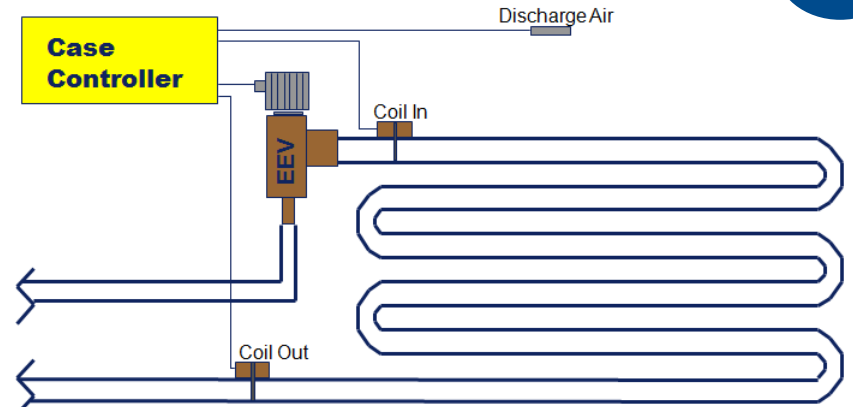 Discharge Air
Case
Controller
Coil In
EEV
Coil Out